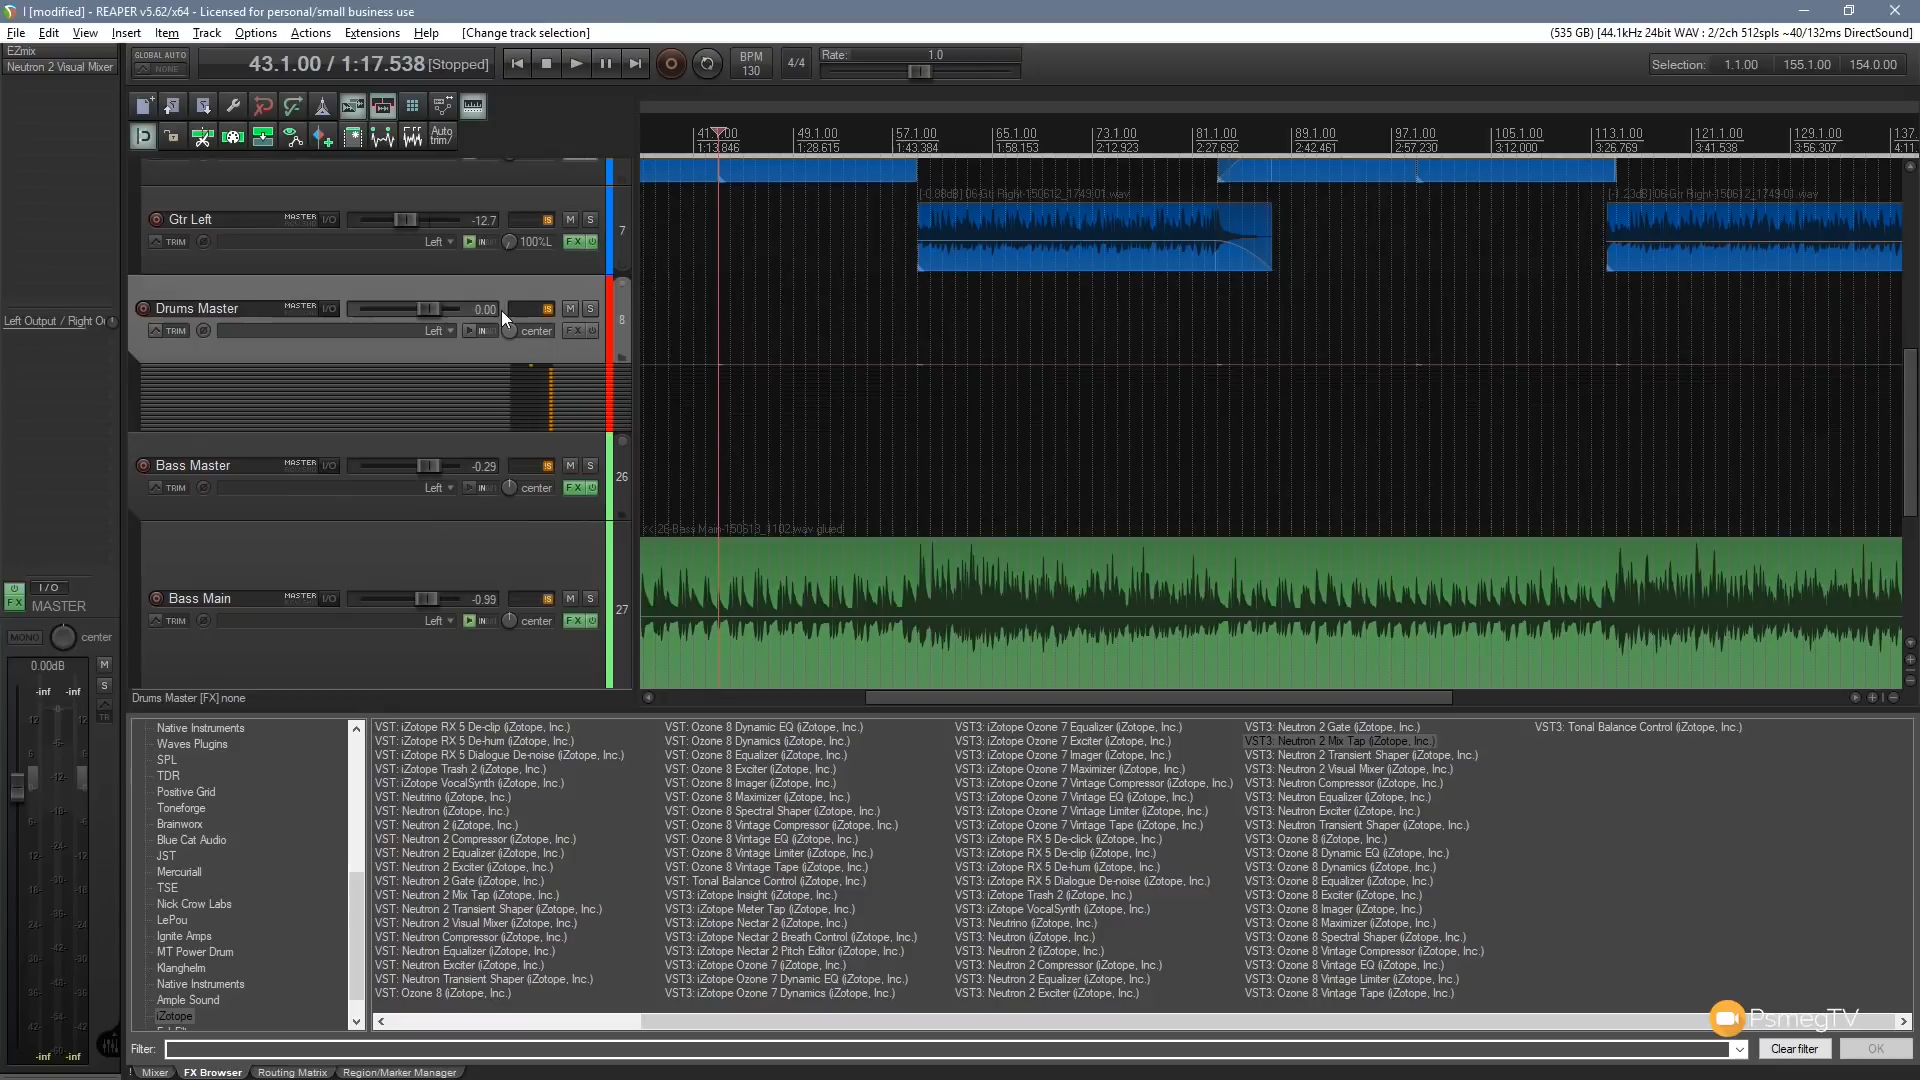 I [modified] - REAPER v5.62/x64 - Licensed for personal/small business use
File Edit View Insert Item Track Options Actions Extensions Help [Change track selection]
(535 GB) [44.1kHz 24bit WAV : 2/2ch 512spls ~40/132ms DirectSound]
EZmix
Neutron 2 Visual Mixer
GLOBAL AUTO
NONE
43.1.00 / 1:17.538 [Stopped]
BPM
130
4/4
Rate: 1.0
Selection: 1.1.00 155.1.00 154.0.00
Auto
trim/
49.1.00 57.1.00 65.1.00 73.1.00 81.1.00 89.1.00 97.1.00 105.1.00 113.1.00 121.1.00 129.1.00 137.
1:13.846 1:28.615 1:43.384 1:58.153 2:12.923 2:27.692 2:42.461 2:57.230 3:12.000 3:26.769 3:41.538 3:56.307 4:11.
[-0.88dB] 06-Gtr Right-150612_1749-01.wav
[-1.23dB] 06-Gtr Right-150612_1749-01.wav
Gtr Left MASTER I/O -12.7 M S
TRIM Left IN 100%L FX
7
Drums Master MASTER I/O 0.00 M S
TRIM Left IN center FX
8
Bass Master MASTER I/O -0.29 M S
TRIM Left IN center FX
26
<<26-Bass Main-150613_1102.wav glued
Bass Main MASTER I/O -0.99 M S
TRIM Left IN center FX
27
Left Output / Right O
I/O
FX MASTER
MONO center
0.00dB M
-inf -inf S
TR
-inf -inf
Drums Master [FX] none
Native Instruments
Waves Plugins
SPL
TDR
Positive Grid
Toneforge
Brainworx
Blue Cat Audio
JST
Mercuriall
TSE
Nick Crow Labs
LePou
Ignite Amps
MT Power Drum
Klanghelm
Native Instruments
Ample Sound
iZotope
VST: iZotope RX 5 De-clip (iZotope, Inc.)
VST: iZotope RX 5 De-hum (iZotope, Inc.)
VST: iZotope RX 5 Dialogue De-noise (iZotope, Inc.)
VST: iZotope Trash 2 (iZotope, Inc.)
VST: iZotope VocalSynth (iZotope, Inc.)
VST: Neutrino (iZotope, Inc.)
VST: Neutron (iZotope, Inc.)
VST: Neutron 2 (iZotope, Inc.)
VST: Neutron 2 Compressor (iZotope, Inc.)
VST: Neutron 2 Equalizer (iZotope, Inc.)
VST: Neutron 2 Exciter (iZotope, Inc.)
VST: Neutron 2 Gate (iZotope, Inc.)
VST: Neutron 2 Mix Tap (iZotope, Inc.)
VST: Neutron 2 Transient Shaper (iZotope, Inc.)
VST: Neutron 2 Visual Mixer (iZotope, Inc.)
VST: Neutron Compressor (iZotope, Inc.)
VST: Neutron Equalizer (iZotope, Inc.)
VST: Neutron Exciter (iZotope, Inc.)
VST: Neutron Transient Shaper (iZotope, Inc.)
VST: Ozone 8 (iZotope, Inc.)
VST: Ozone 8 Dynamic EQ (iZotope, Inc.)
VST: Ozone 8 Dynamics (iZotope, Inc.)
VST: Ozone 8 Equalizer (iZotope, Inc.)
VST: Ozone 8 Exciter (iZotope, Inc.)
VST: Ozone 8 Imager (iZotope, Inc.)
VST: Ozone 8 Maximizer (iZotope, Inc.)
VST: Ozone 8 Spectral Shaper (iZotope, Inc.)
VST: Ozone 8 Vintage Compressor (iZotope, Inc.)
VST: Ozone 8 Vintage EQ (iZotope, Inc.)
VST: Ozone 8 Vintage Limiter (iZotope, Inc.)
VST: Ozone 8 Vintage Tape (iZotope, Inc.)
VST: Tonal Balance Control (iZotope, Inc.)
VST3: iZotope Insight (iZotope, Inc.)
VST3: iZotope Meter Tap (iZotope, Inc.)
VST3: iZotope Nectar 2 (iZotope, Inc.)
VST3: iZotope Nectar 2 Breath Control (iZotope, Inc.)
VST3: iZotope Nectar 2 Pitch Editor (iZotope, Inc.)
VST3: iZotope Ozone 7 (iZotope, Inc.)
VST3: iZotope Ozone 7 Dynamic EQ (iZotope, Inc.)
VST3: iZotope Ozone 7 Dynamics (iZotope, Inc.)
VST3: iZotope Ozone 7 Equalizer (iZotope, Inc.)
VST3: iZotope Ozone 7 Exciter (iZotope, Inc.)
VST3: iZotope Ozone 7 Imager (iZotope, Inc.)
VST3: iZotope Ozone 7 Maximizer (iZotope, Inc.)
VST3: iZotope Ozone 7 Vintage Compressor (iZotope, Inc.)
VST3: iZotope Ozone 7 Vintage EQ (iZotope, Inc.)
VST3: iZotope Ozone 7 Vintage Limiter (iZotope, Inc.)
VST3: iZotope Ozone 7 Vintage Tape (iZotope, Inc.)
VST3: iZotope RX 5 De-click (iZotope, Inc.)
VST3: iZotope RX 5 De-clip (iZotope, Inc.)
VST3: iZotope RX 5 De-hum (iZotope, Inc.)
VST3: iZotope RX 5 Dialogue De-noise (iZotope, Inc.)
VST3: iZotope Trash 2 (iZotope, Inc.)
VST3: iZotope VocalSynth (iZotope, Inc.)
VST3: Neutrino (iZotope, Inc.)
VST3: Neutron (iZotope, Inc.)
VST3: Neutron 2 (iZotope, Inc.)
VST3: Neutron 2 Compressor (iZotope, Inc.)
VST3: Neutron 2 Equalizer (iZotope, Inc.)
VST3: Neutron 2 Exciter (iZotope, Inc.)
VST3: Neutron 2 Gate (iZotope, Inc.)
VST3: Neutron 2 Mix Tap (iZotope, Inc.)
VST3: Neutron 2 Transient Shaper (iZotope, Inc.)
VST3: Neutron 2 Visual Mixer (iZotope, Inc.)
VST3: Neutron Compressor (iZotope, Inc.)
VST3: Neutron Equalizer (iZotope, Inc.)
VST3: Neutron Exciter (iZotope, Inc.)
VST3: Neutron Transient Shaper (iZotope, Inc.)
VST3: Ozone 8 (iZotope, Inc.)
VST3: Ozone 8 Dynamic EQ (iZotope, Inc.)
VST3: Ozone 8 Dynamics (iZotope, Inc.)
VST3: Ozone 8 Equalizer (iZotope, Inc.)
VST3: Ozone 8 Exciter (iZotope, Inc.)
VST3: Ozone 8 Imager (iZotope, Inc.)
VST3: Ozone 8 Maximizer (iZotope, Inc.)
VST3: Ozone 8 Spectral Shaper (iZotope, Inc.)
VST3: Ozone 8 Vintage Compressor (iZotope, Inc.)
VST3: Ozone 8 Vintage EQ (iZotope, Inc.)
VST3: Ozone 8 Vintage Limiter (iZotope, Inc.)
VST3: Ozone 8 Vintage Tape (iZotope, Inc.)
VST3: Tonal Balance Control (iZotope, Inc.)
PsmegTV
Filter: Clear filter OK
! Mixer FX Browser Routing Matrix Region/Marker Manager